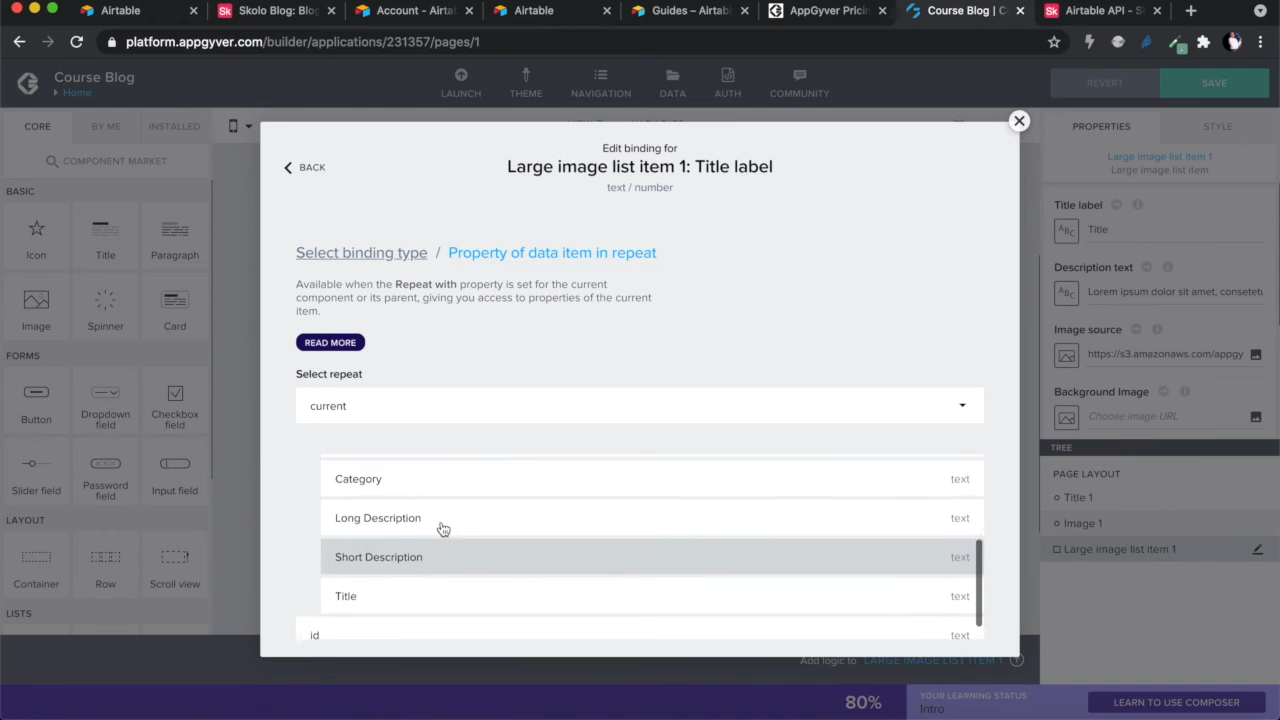 Airtable
Skolo Blog: Blog
Account - Airtab
Airtable
Guides – Airtabl
AppGyver Pricin
Course Blog | C
Airtable API - S
platform.appgyver.com/builder/applications/231357/pages/1
Course Blog
Home
LAUNCH
THEME
NAVIGATION
DATA
AUTH
COMMUNITY
REVERT
SAVE
CORE
BY ME
INSTALLED
COMPONENT MARKET
BASIC
Icon
Title
Paragraph
Image
Spinner
Card
FORMS
Button
Dropdown field
Checkbox field
Slider field
Password field
Input field
LAYOUT
Container
Row
Scroll view
LISTS
BACK
Edit binding for
Large image list item 1: Title label
text / number
Select binding type / Property of data item in repeat
Available when the Repeat with property is set for the current
component or its parent, giving you access to properties of the current
item.
READ MORE
Select repeat
current
Category text
Long Description text
Short Description text
Title text
id text
PROPERTIES
STYLE
Large image list item 1
Large image list item
Title label
ABC
Title
Description text
ABC
Lorem ipsum dolor sit amet, consetetu
Image source
https://s3.amazonaws.com/appgy
Background Image
Choose image URL
TREE
PAGE LAYOUT
Title 1
Image 1
Large image list item 1
Add logic to LARGE IMAGE LIST ITEM 1
80%
YOUR LEARNING STATUS
Intro
LEARN TO USE COMPOSER